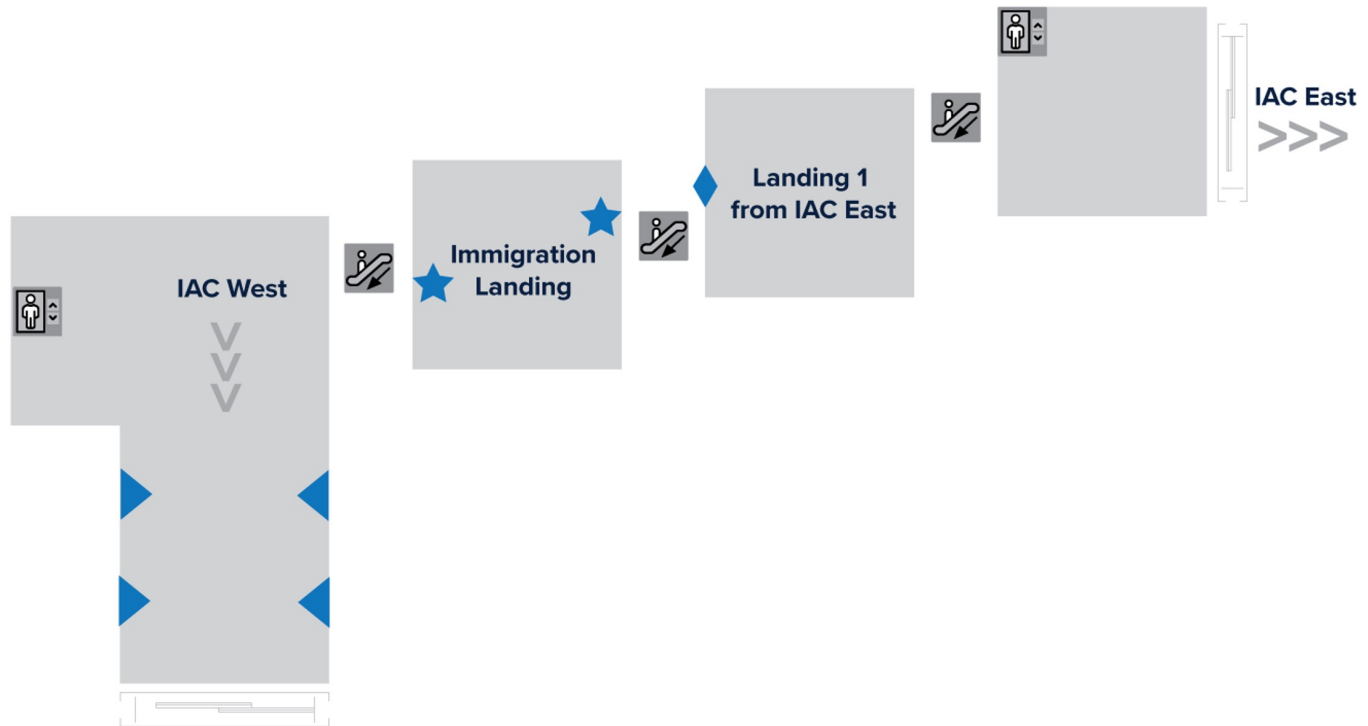 IAC East
>>>
Landing 1
from IAC East
Immigration
Landing
IAC West